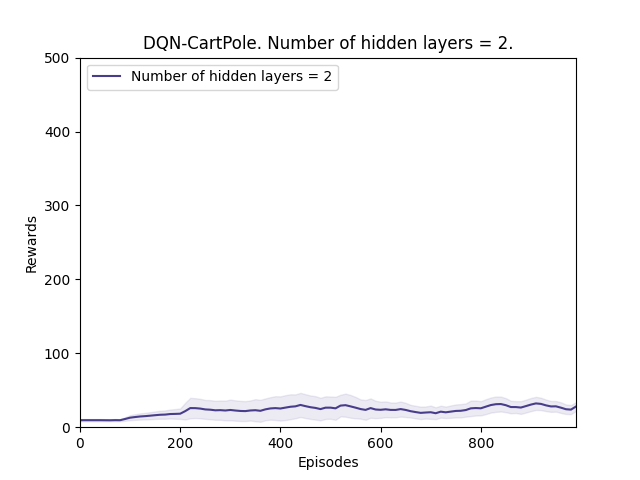 DQN-CartPole. Number of hidden layers = 2.
Number of hidden layers = 2
500
400
300
200
100
0
Rewards
0 200 400 600 800
Episodes